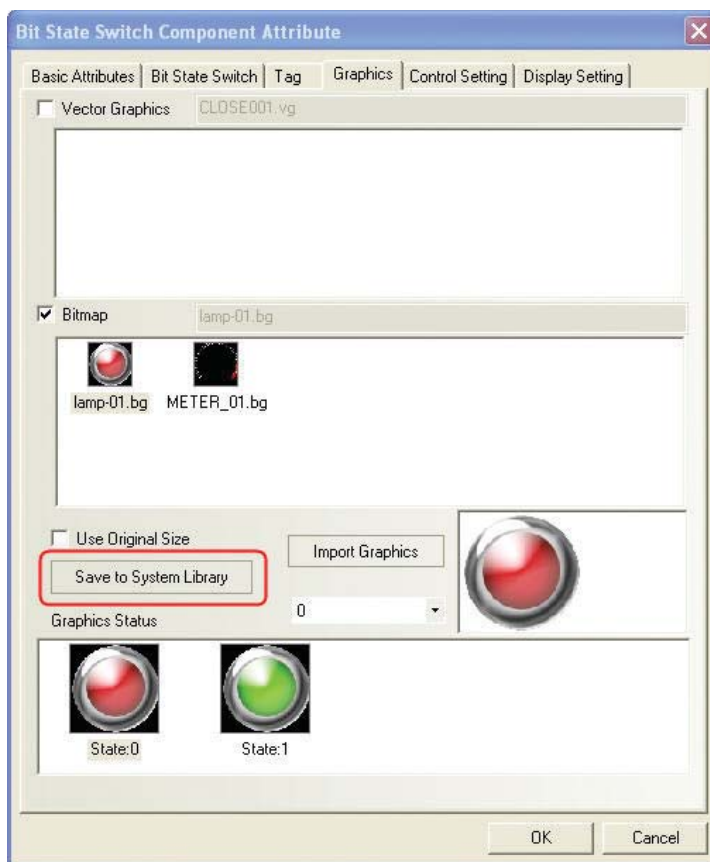 Bit State Switch Component Attribute
Basic Attributes Bit State Switch Tag Graphics Control Setting Display Setting
Vector Graphics CLOSE001.vg
Bitmap lamp-01.bg
lamp-01.bg METER_01.bg
Use Original Size
Import Graphics
Save to System Library
0
Graphics Status
State:0 State:1
OK Cancel